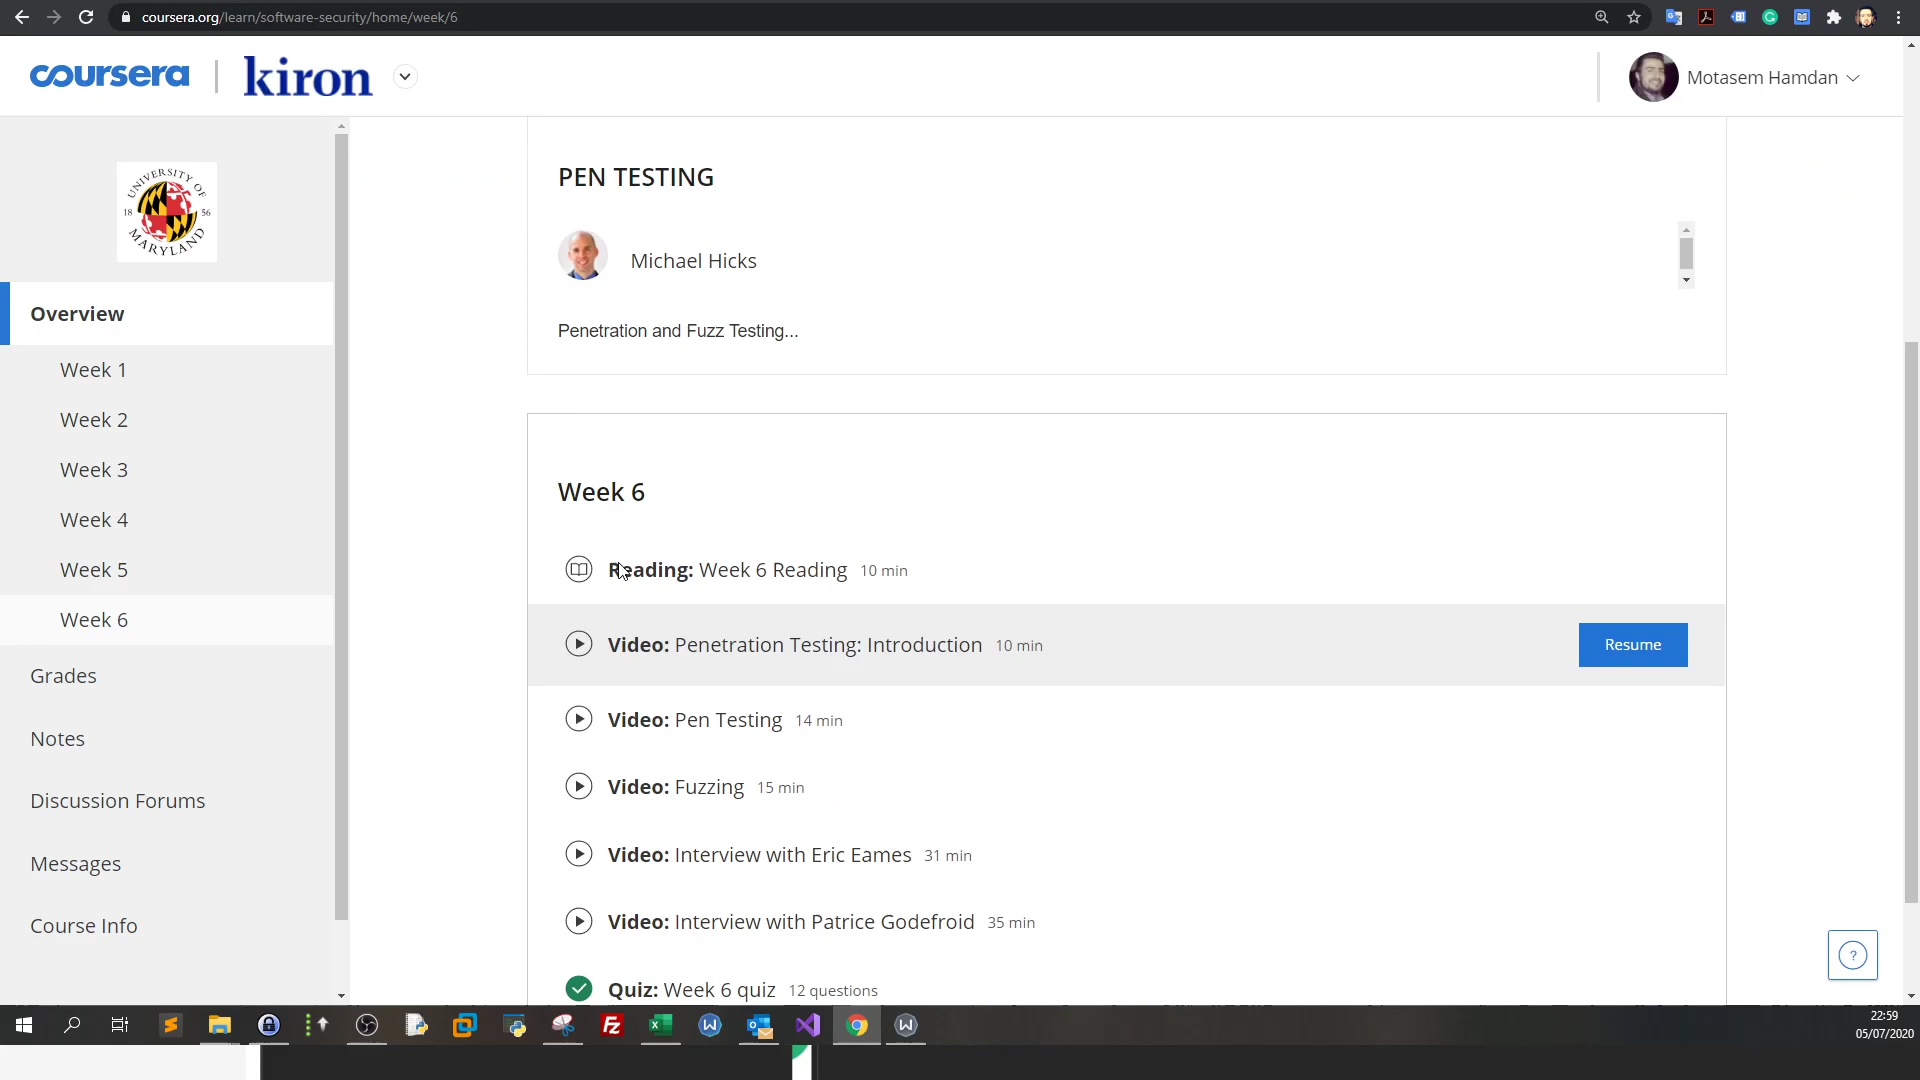 coursera.org/learn/software-security/home/week/6
coursera
kiron
Motasem Hamdan
UNIVERSITY OF
18 56
MARYLAND
Overview
Week 1
Week 2
Week 3
Week 4
Week 5
Week 6
Grades
Notes
Discussion Forums
Messages
Course Info
PEN TESTING
Michael Hicks
Penetration and Fuzz Testing...
Week 6
Reading: Week 6 Reading 10 min
Video: Penetration Testing: Introduction 10 min
Resume
Video: Pen Testing 14 min
Video: Fuzzing 15 min
Video: Interview with Eric Eames 31 min
Video: Interview with Patrice Godefroid 35 min
Quiz: Week 6 quiz 12 questions
?
22:59
05/07/2020